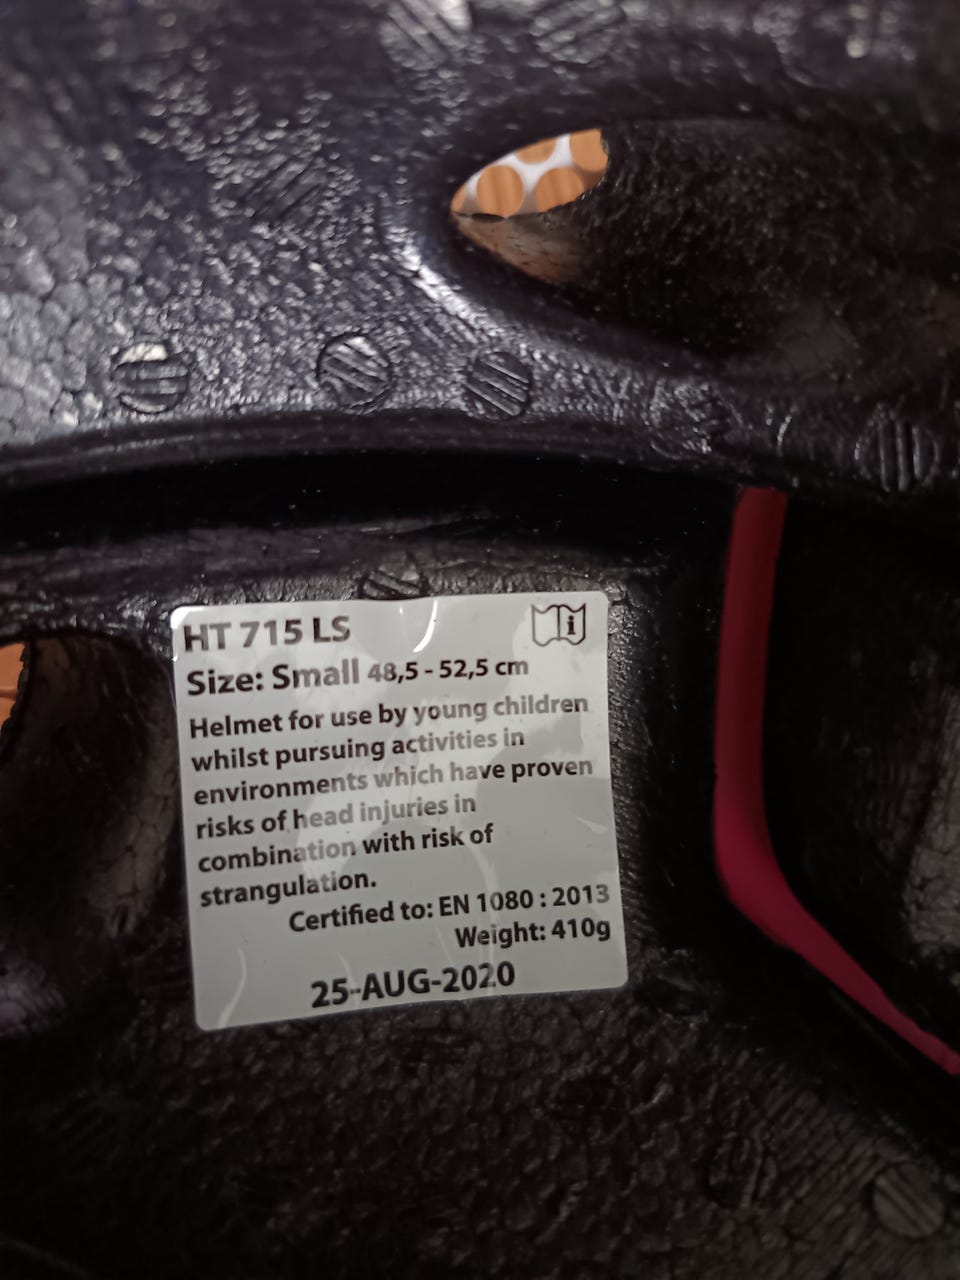 HT 715 LS
Size: Small 48,5 - 52,5 cm
Helmet for use by young children
whilst pursuing activities in
environments which have proven
risks of head injuries in
combination with risk of
strangulation.
Certified to: EN 1080 : 2013
Weight: 410g
25-AUG-2020